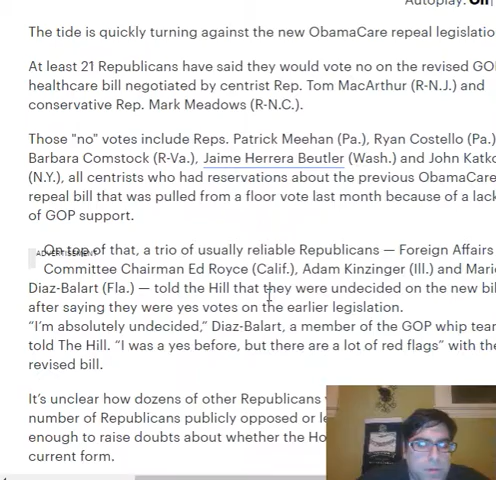 Autoplay: On
The tide is quickly turning against the new ObamaCare repeal legislatio
At least 21 Republicans have said they would vote no on the revised GO
healthcare bill negotiated by centrist Rep. Tom MacArthur (R-N.J.) and
conservative Rep. Mark Meadows (R-N.C.).
Those "no" votes include Reps. Patrick Meehan (Pa.), Ryan Costello (Pa.)
Barbara Comstock (R-Va.), Jaime Herrera Beutler (Wash.) and John Katko
(N.Y.), all centrists who had reservations about the previous ObamaCare
repeal bill that was pulled from a floor vote last month because of a lack
of GOP support.
ADVERTISEMENT
On top of that, a trio of usually reliable Republicans — Foreign Affairs
Committee Chairman Ed Royce (Calif.), Adam Kinzinger (Ill.) and Mari
Diaz-Balart (Fla.) — told the Hill that they were undecided on the new bil
after saying they were yes votes on the earlier legislation.
“I’m absolutely undecided,” Diaz-Balart, a member of the GOP whip tear
told The Hill. “I was a yes before, but there are a lot of red flags” with the
revised bill.
It’s unclear how dozens of other Republicans
number of Republicans publicly opposed or le
enough to raise doubts about whether the Ho
current form.